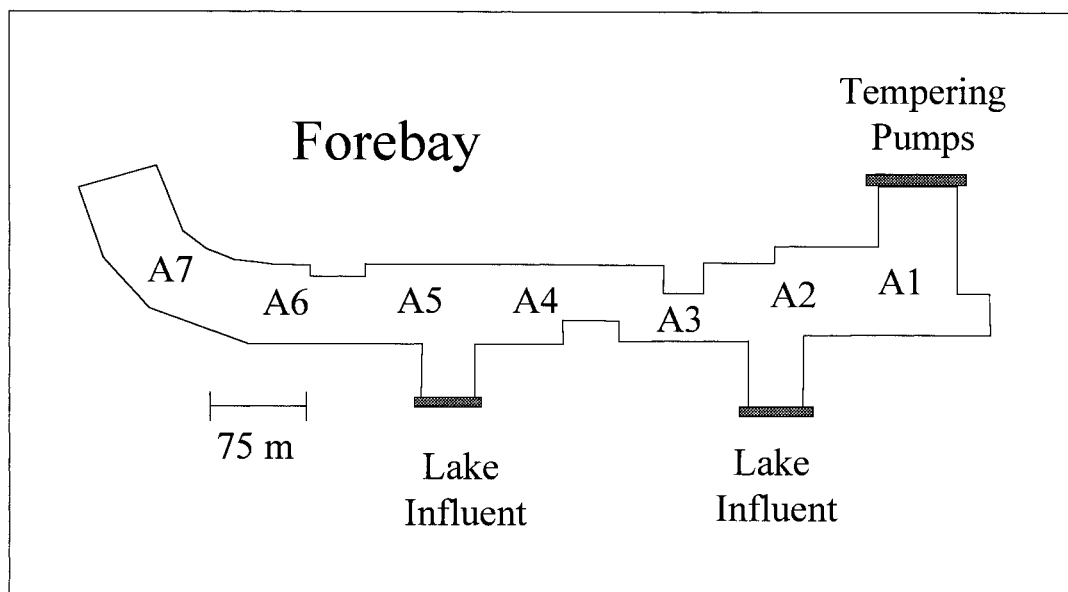 Tempering
Pumps
Forebay
A7
A6
A5
A4
A3
A2
A1
75 m
Lake
Influent
Lake
Influent